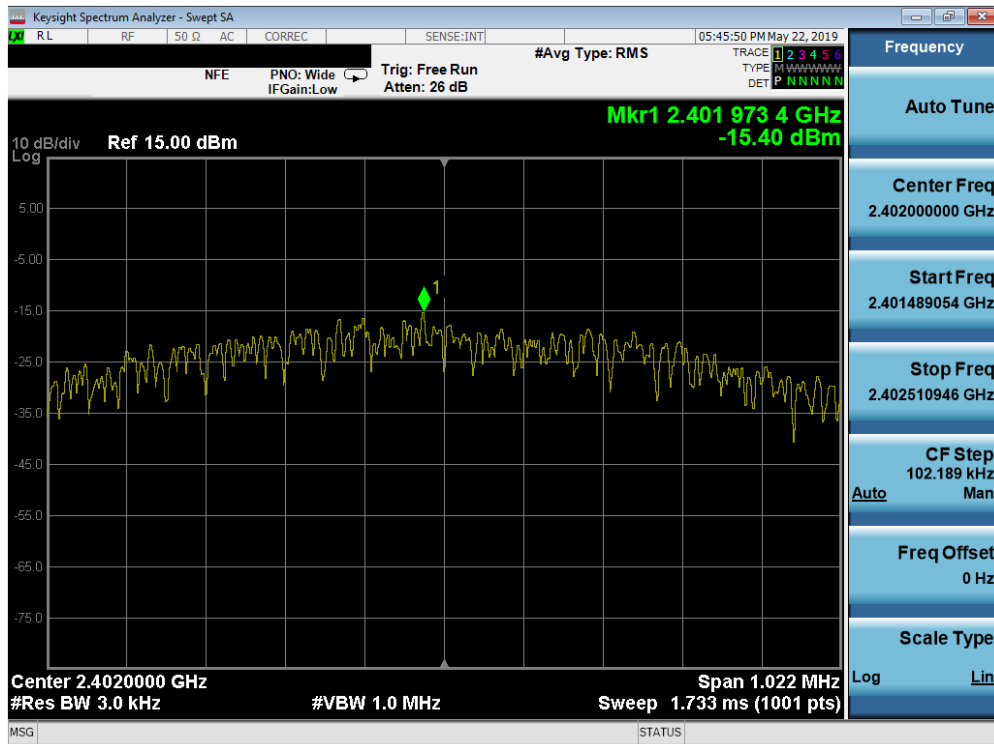 Keysight Spectrum Analyzer - Swept SA
LXI RL RF 50 Ω AC CORREC SENSE:INT 05:45:50 PM May 22, 2019
NFE PNO: Wide Trig: Free Run #Avg Type: RMS TRACE 1 2 3 4 5 6
IFGain:Low Atten: 26 dB TYPE M W W W W W
DET P N N N N N
Mkr1 2.401 973 4 GHz
10 dB/div Ref 15.00 dBm -15.40 dBm
Log
5.00
-5.00
1
-15.0
-25.0
-35.0
-45.0
-55.0
-65.0
-75.0
Center 2.4020000 GHz Span 1.022 MHz
#Res BW 3.0 kHz #VBW 1.0 MHz Sweep 1.733 ms (1001 pts)
MSG STATUS
Frequency
Auto Tune
Center Freq
2.402000000 GHz
Start Freq
2.401489054 GHz
Stop Freq
2.402510946 GHz
CF Step
102.189 kHz
Auto Man
Freq Offset
0 Hz
Scale Type
Log Lin